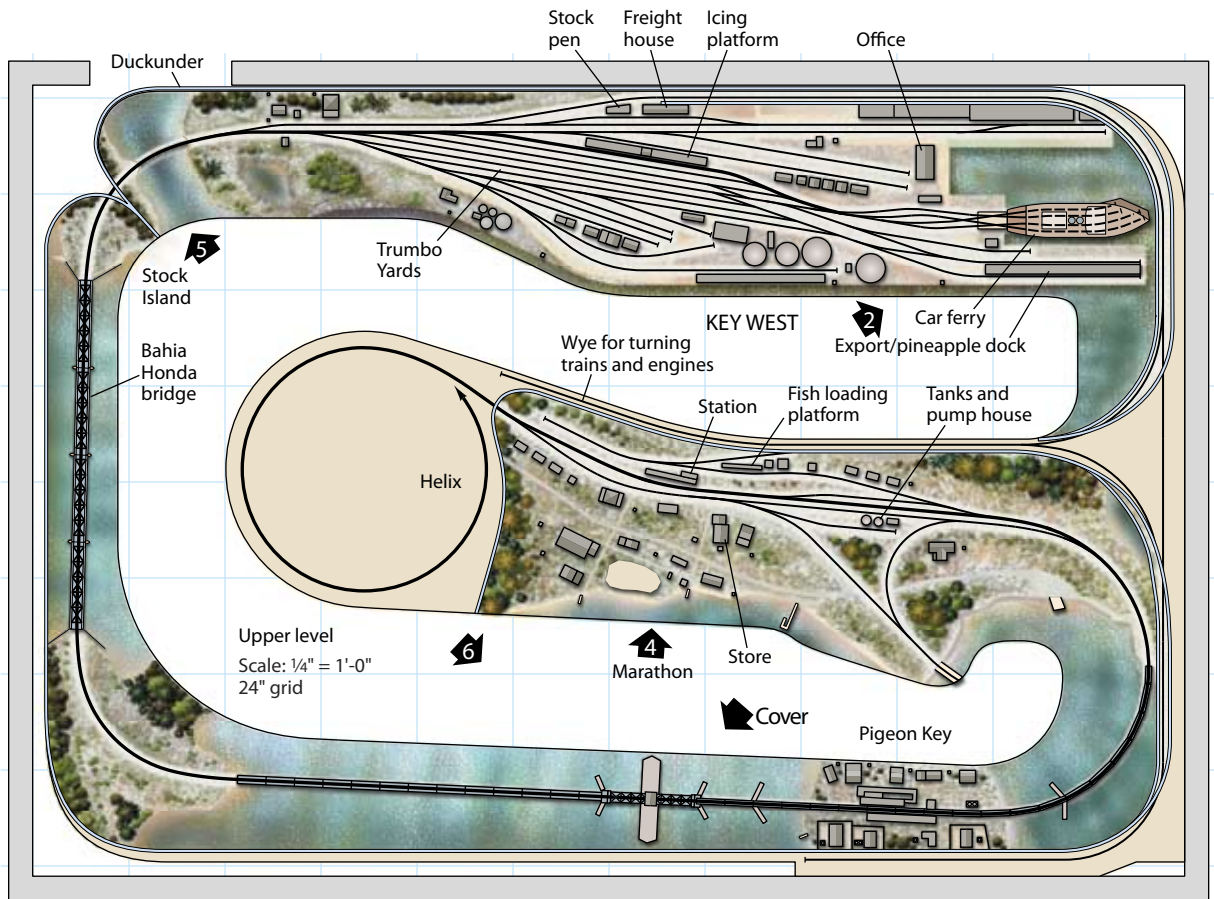 Stock
pen
Freight
house
Icing
platform
Office
Duckunder
5
Stock
Island
Trumbo
Yards
KEY WEST
2
Car ferry
Export/pineapple dock
Bahia
Honda
bridge
Wye for turning
trains and engines
Station
Fish loading
platform
Tanks and
pump house
Helix
Upper level
Scale: ¼" = 1'-0"
24" grid
6
4
Marathon
Store
Cover
Pigeon Key